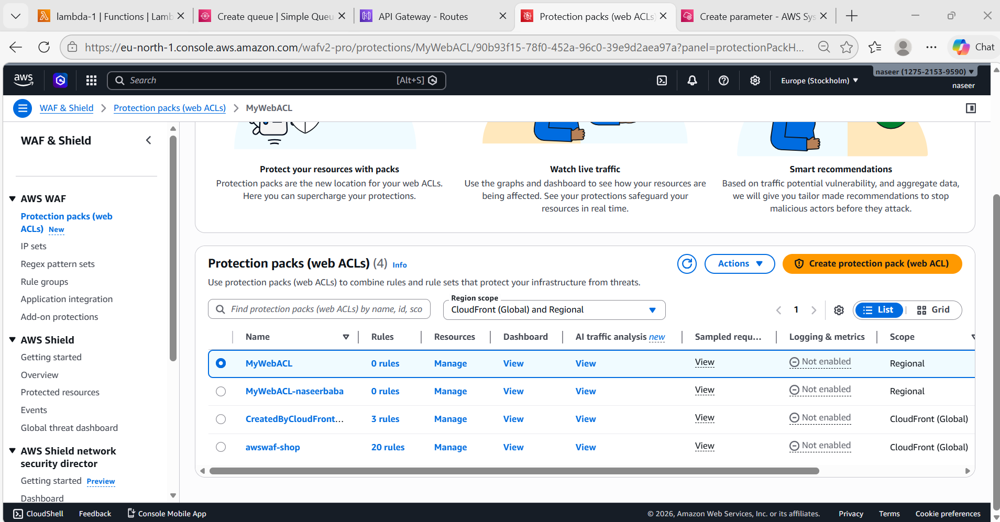 lambda-1 | Functions | Lamb
Create queue | Simple Queu
API Gateway - Routes
Protection packs (web ACLs)
Create parameter - AWS Sys
https://eu-north-1.console.aws.amazon.com/wafv2-pro/protections/MyWebACL/90b93f15-78f0-452a-96c0-39e9d2aea97a?panel=protectionPackH...
Chat
aws
Search
[Alt+S]
Europe (Stockholm)
naseer (1275-2153-9590)
naseer
WAF & Shield
Protection packs (web ACLs)
MyWebACL
WAF & Shield
AWS WAF
Protection packs (web
ACLs) New
IP sets
Regex pattern sets
Rule groups
Application integration
Add-on protections
AWS Shield
Getting started
Overview
Protected resources
Events
Global threat dashboard
AWS Shield network
security director
Getting started Preview
Dashboard
Protect your resources with packs
Protection packs are the new location for your web ACLs.
Here you can supercharge your protections.
Watch live traffic
Use the graphs and dashboard to see how your resources are
being affected. See your protections safeguard your
resources in real time.
Smart recommendations
Based on traffic potential vulnerability, and aggregate data,
we will give you tailor made recommendations to stop
malicious actors before they attack.
Protection packs (web ACLs) (4) Info
Actions
Create protection pack (web ACL)
Use protection packs (web ACLs) to combine rules and rule sets that protect your infrastructure from threats.
Find protection packs (web ACLs) by name, id, sco
Region scope
CloudFront (Global) and Regional
1
List
Grid
Name Rules Resources Dashboard AI traffic analysis new Sampled requ... Logging & metrics Scope
MyWebACL 0 rules Manage View View View Not enabled Regional
MyWebACL-naseerbaba 0 rules Manage View View View Not enabled Regional
CreatedByCloudFront... 3 rules Manage View View View Not enabled CloudFront (Global)
awswaf-shop 20 rules Manage View View View Not enabled CloudFront (Global)
CloudShell
Feedback
Console Mobile App
© 2026, Amazon Web Services, Inc. or its affiliates.
Privacy
Terms
Cookie preferences